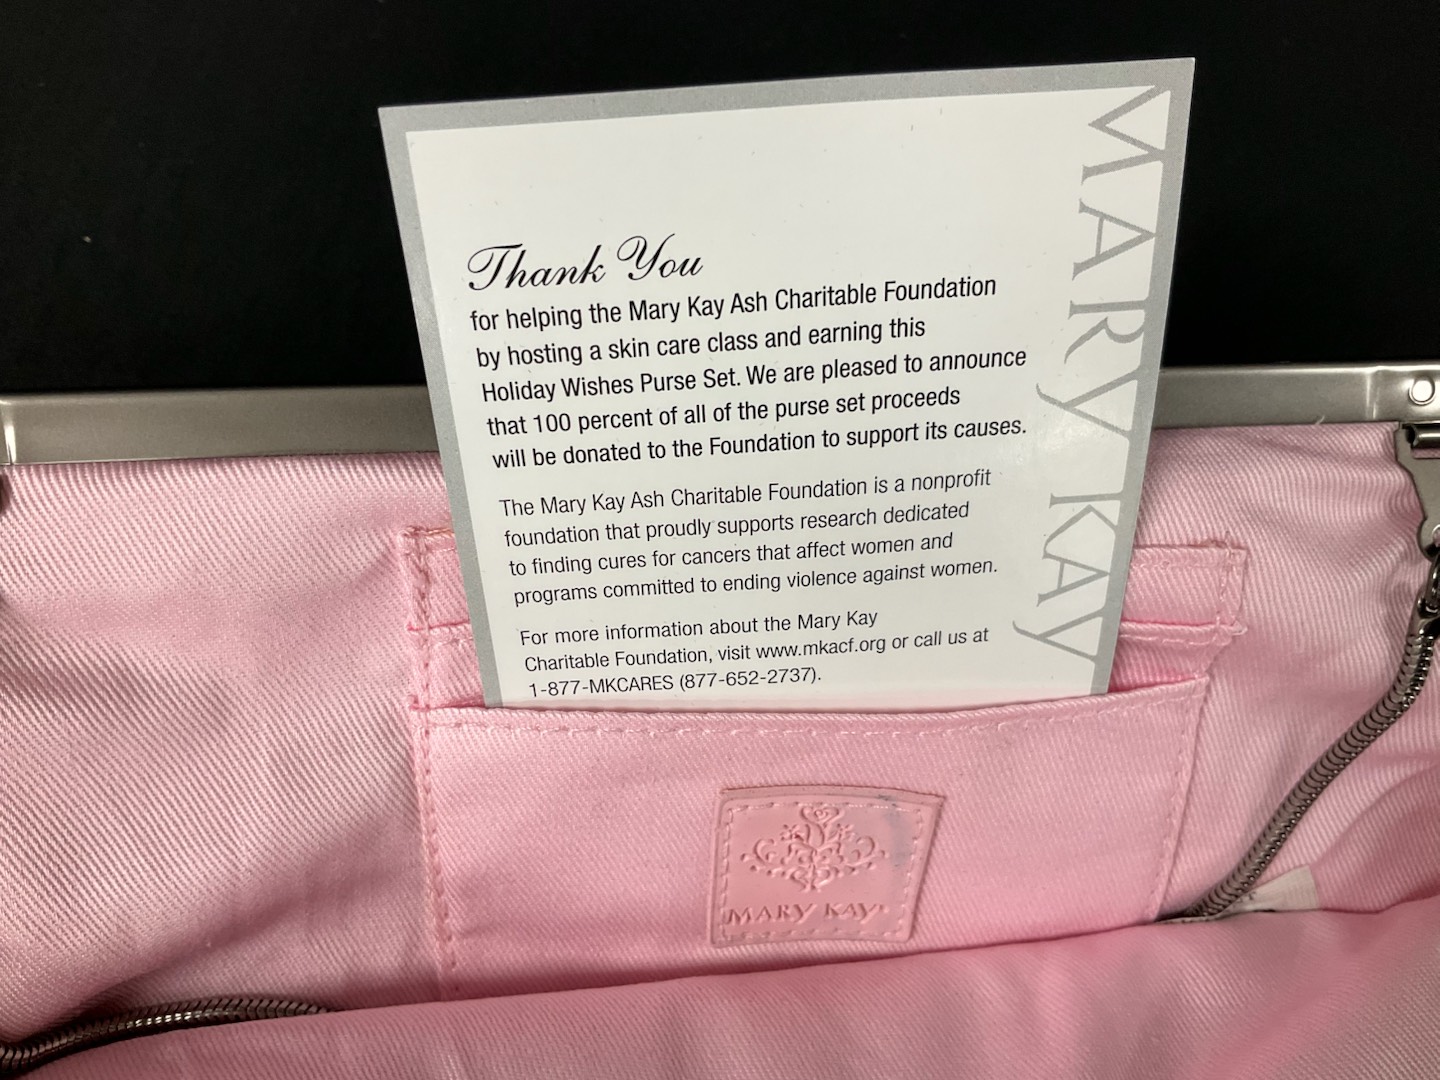 Thank You
for helping the Mary Kay Ash Charitable Foundation
by hosting a skin care class and earning this
Holiday Wishes Purse Set. We are pleased to announce
that 100 percent of all of the purse set proceeds
will be donated to the Foundation to support its causes.
The Mary Kay Ash Charitable Foundation is a nonprofit
foundation that proudly supports research dedicated
to finding cures for cancers that affect women and
programs committed to ending violence against women.
For more information about the Mary Kay
Charitable Foundation, visit www.mkacf.org or call us at
1-877-MKCARES (877-652-2737).
MARY KAY
MARY KAY®